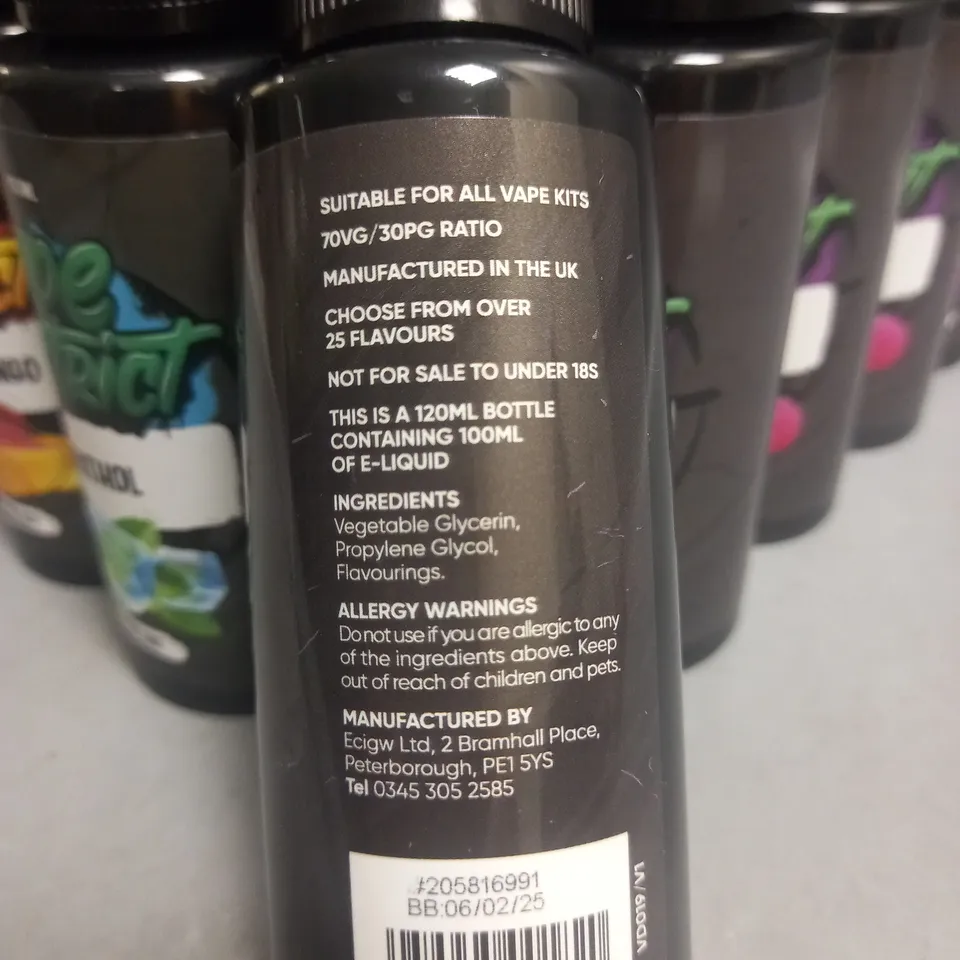 SUITABLE FOR ALL VAPE KITS
70VG/30PG RATIO
MANUFACTURED IN THE UK
CHOOSE FROM OVER
25 FLAVOURS
NOT FOR SALE TO UNDER 18S
THIS IS A 120ML BOTTLE
CONTAINING 100ML
OF E-LIQUID
INGREDIENTS
Vegetable Glycerin,
Propylene Glycol,
Flavourings.
ALLERGY WARNINGS
Do not use if you are allergic to any
of the ingredients above. Keep
out of reach of children and pets.
MANUFACTURED BY
Ecigw Ltd, 2 Bramhall Place,
Peterborough, PE1 5YS
Tel 0345 305 2585
#205816991
BB:06/02/25
VD019/V1